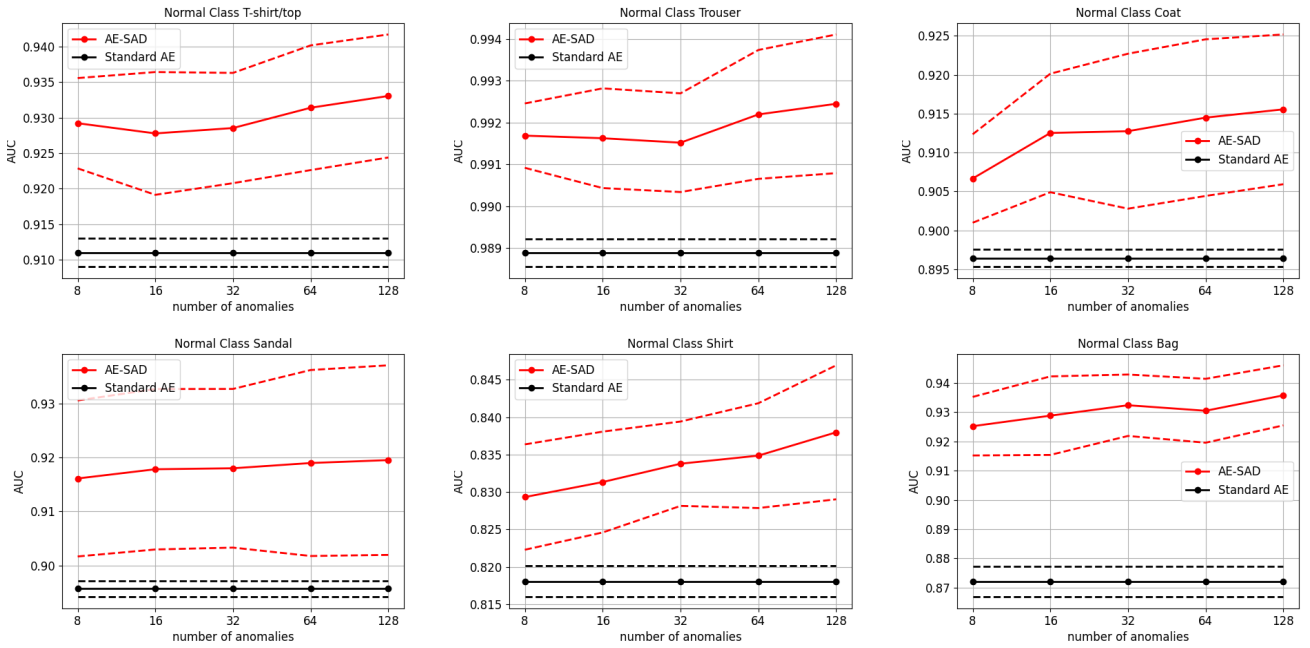 Normal Class T-shirt/top
AUC
0.940
0.935
0.930
0.925
0.920
0.915
0.910
AE-SAD
Standard AE
8 16 32 64 128
number of anomalies
Normal Class Trouser
AUC
0.994
0.993
0.992
0.991
0.990
0.989
AE-SAD
Standard AE
8 16 32 64 128
number of anomalies
Normal Class Coat
AUC
0.925
0.920
0.915
0.910
0.905
0.900
0.895
AE-SAD
Standard AE
8 16 32 64 128
number of anomalies
Normal Class Sandal
AUC
0.93
0.92
0.91
0.90
AE-SAD
Standard AE
8 16 32 64 128
number of anomalies
Normal Class Shirt
AUC
0.845
0.840
0.835
0.830
0.825
0.820
0.815
AE-SAD
Standard AE
8 16 32 64 128
number of anomalies
Normal Class Bag
AUC
0.94
0.93
0.92
0.91
0.90
0.89
0.88
0.87
AE-SAD
Standard AE
8 16 32 64 128
number of anomalies